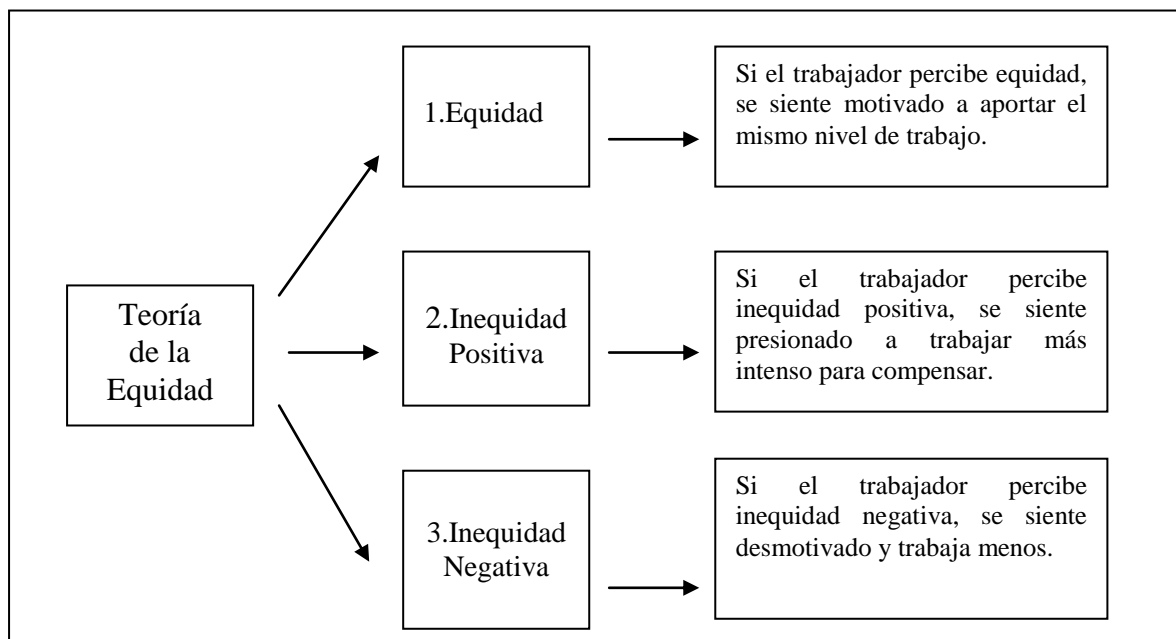 Teoría
de la
Equidad
1.Equidad
Si el trabajador percibe equidad,
se siente motivado a aportar el
mismo nivel de trabajo.
2.Inequidad
Positiva
Si el trabajador percibe
inequidad positiva, se siente
presionado a trabajar más
intenso para compensar.
3.Inequidad
Negativa
Si el trabajador percibe
inequidad negativa, se siente
desmotivado y trabaja menos.